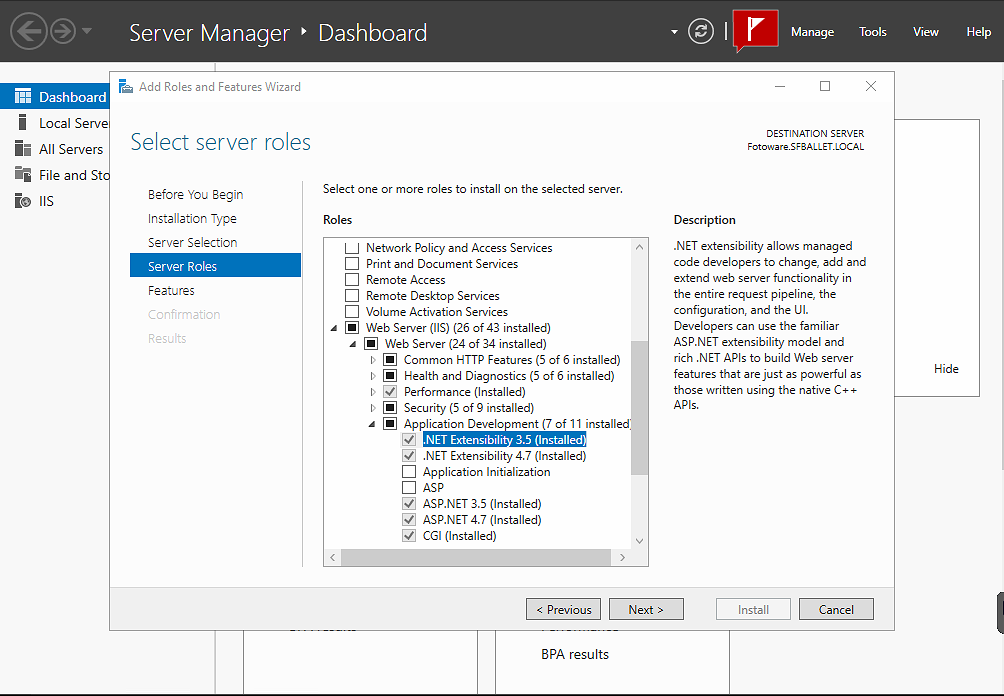 Server Manager ‣ Dashboard
Manage
Tools
View
Help
Dashboard
Local Serve
All Servers
File and Sto
IIS
Add Roles and Features Wizard
Select server roles
DESTINATION SERVER
Fotoware.SFBALLET.LOCAL
Before You Begin
Installation Type
Server Selection
Server Roles
Features
Confirmation
Results
Select one or more roles to install on the selected server.
Roles
Network Policy and Access Services
Print and Document Services
Remote Access
Remote Desktop Services
Volume Activation Services
Web Server (IIS) (26 of 43 installed)
Web Server (24 of 34 installed)
Common HTTP Features (5 of 6 installed)
Health and Diagnostics (5 of 6 installed)
Performance (Installed)
Security (5 of 9 installed)
Application Development (7 of 11 installed)
.NET Extensibility 3.5 (Installed)
.NET Extensibility 4.7 (Installed)
Application Initialization
ASP
ASP.NET 3.5 (Installed)
ASP.NET 4.7 (Installed)
CGI (Installed)
Description
.NET extensibility allows managed
code developers to change, add and
extend web server functionality in
the entire request pipeline, the
configuration, and the UI.
Developers can use the familiar
ASP.NET extensibility model and
rich .NET APIs to build Web server
features that are just as powerful as
those written using the native C++
APIs.
Hide
< Previous
Next >
Install
Cancel
BPA results
Performance
BPA results